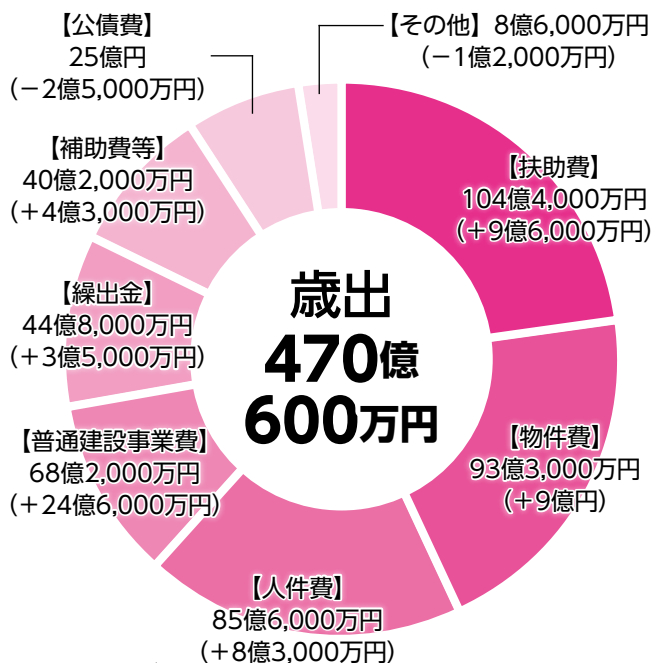 【公債費】
25億円
(－2億5,000万円)
【その他】8億6,000万円
(－1億2,000万円)
【補助費等】
40億2,000万円
(＋4億3,000万円)
【扶助費】
104億4,000万円
(＋9億6,000万円)
【繰出金】
44億8,000万円
(＋3億5,000万円)
歳出
470億
600万円
【普通建設事業費】
68億2,000万円
(＋24億6,000万円)
【物件費】
93億3,000万円
(＋9億円)
【人件費】
85億6,000万円
(＋8億3,000万円)